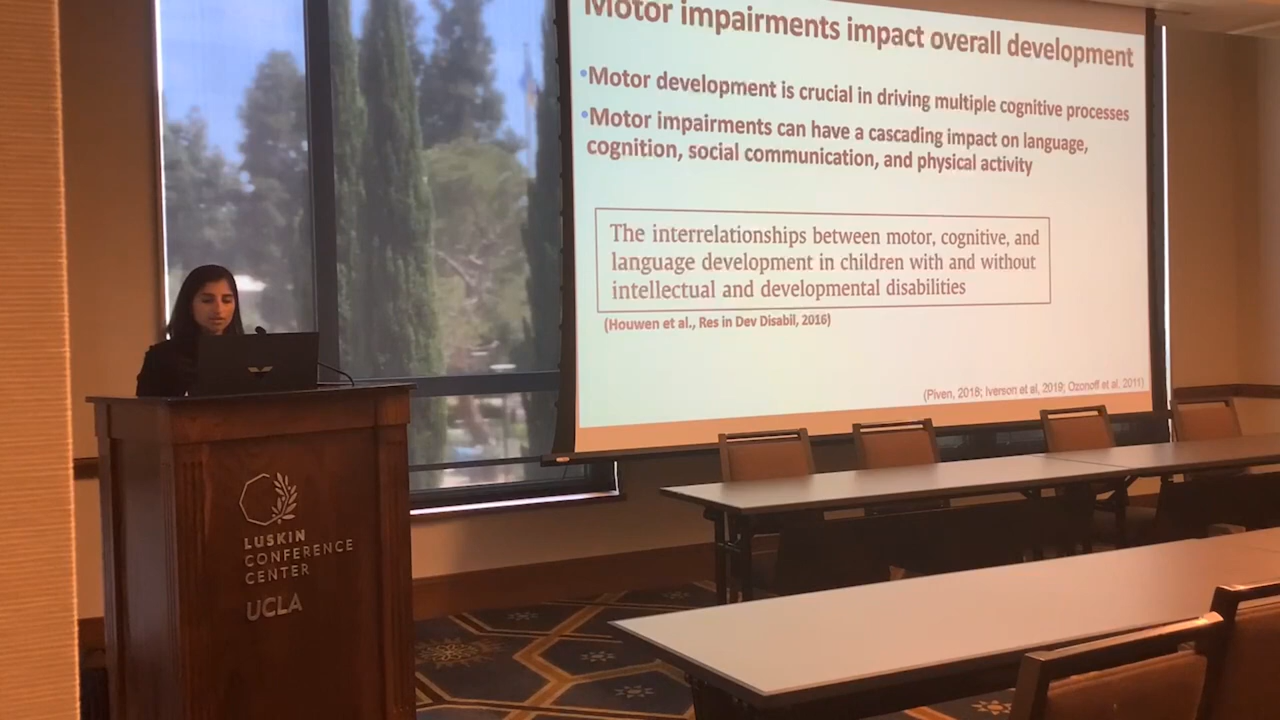 Motor impairments impact overall development
•Motor development is crucial in driving multiple cognitive processes
•Motor impairments can have a cascading impact on language,
cognition, social communication, and physical activity
The interrelationships between motor, cognitive, and
language development in children with and without
intellectual and developmental disabilities
(Houwen et al., Res in Dev Disabil, 2016)
(Piven, 2018; Iverson et al, 2019; Ozonoff et al. 2011)
LUSKIN
CONFERENCE
CENTER
UCLA